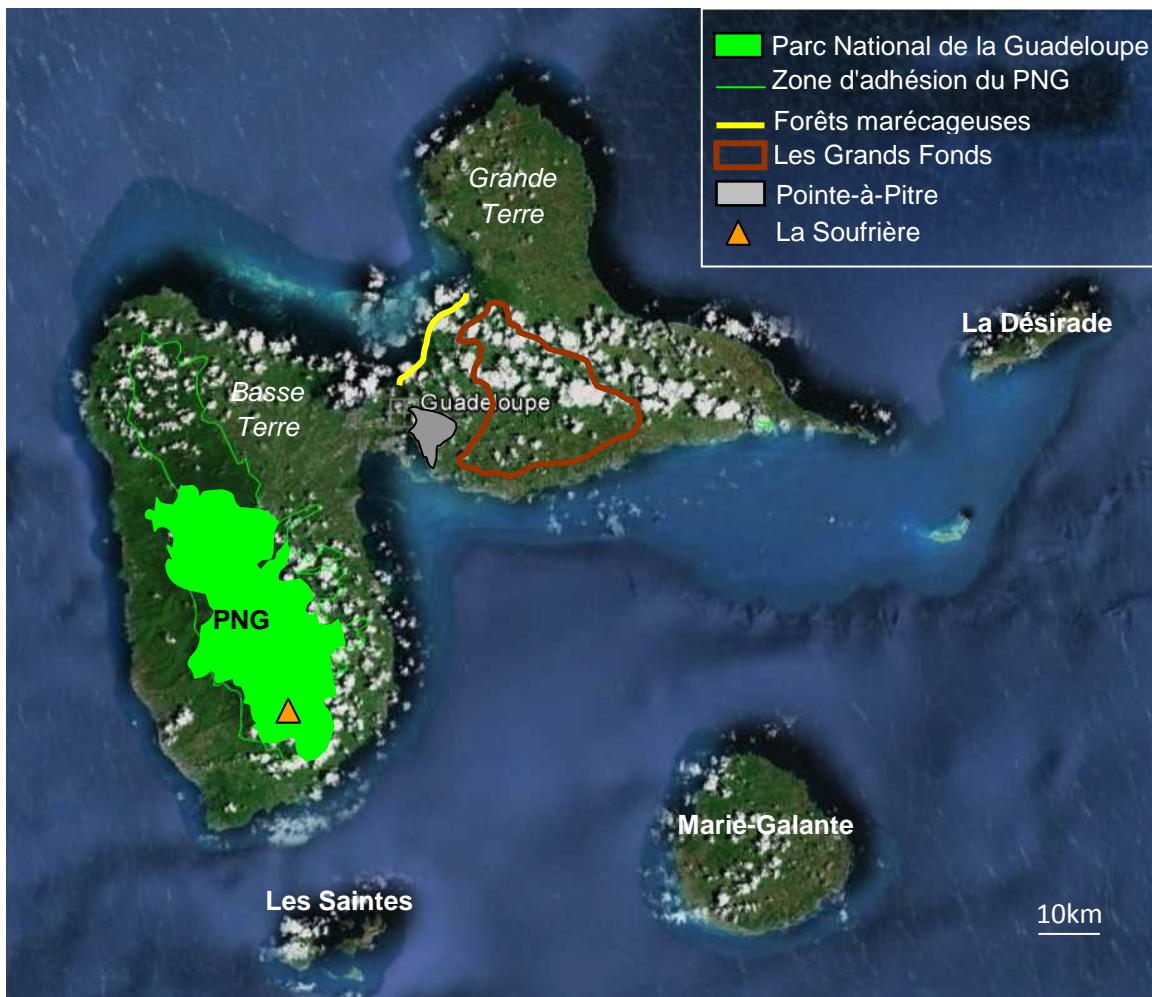 Parc National de la Guadeloupe
Zone d'adhésion du PNG
Forêts marécageuses
Les Grands Fonds
Pointe-à-Pitre
La Soufrière
Grande
Terre
La Désirade
Basse
Terre
Guadeloupe
PNG
Marie-Galante
Les Saintes
10km